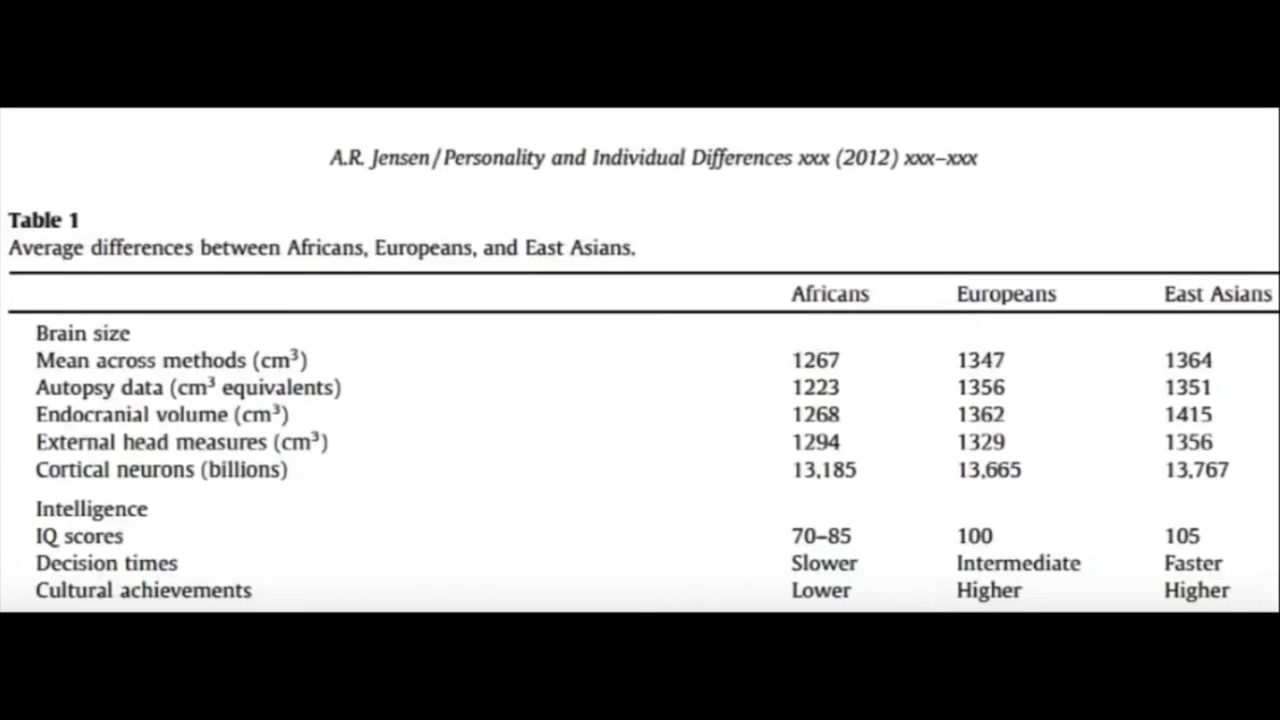 A.R. Jensen / Personality and Individual Differences xxx (2012) xxx–xxx
Table 1
Average differences between Africans, Europeans, and East Asians.
Africans Europeans East Asians
Brain size
Mean across methods (cm³) 1267 1347 1364
Autopsy data (cm³ equivalents) 1223 1356 1351
Endocranial volume (cm³) 1268 1362 1415
External head measures (cm³) 1294 1329 1356
Cortical neurons (billions) 13.185 13.665 13.767
Intelligence
IQ scores 70–85 100 105
Decision times Slower Intermediate Faster
Cultural achievements Lower Higher Higher